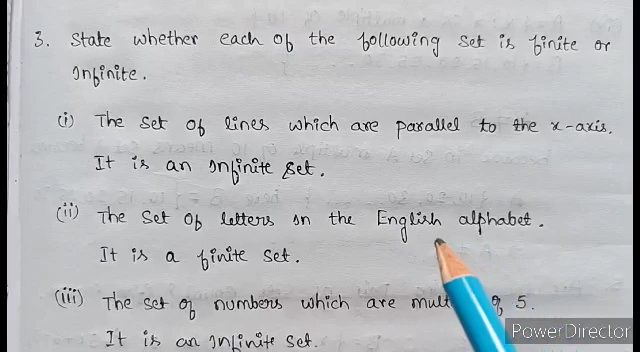 3. State whether each of the following set is finite or
Infinite.
(i) The set of lines which are parallel to the x-axis.
It is an Infinite set.
(ii) The set of letters in the English alphabet.
It is a finite set.
(iii) The set of numbers which are of 5.
It is an Infinite set.
PowerDirector